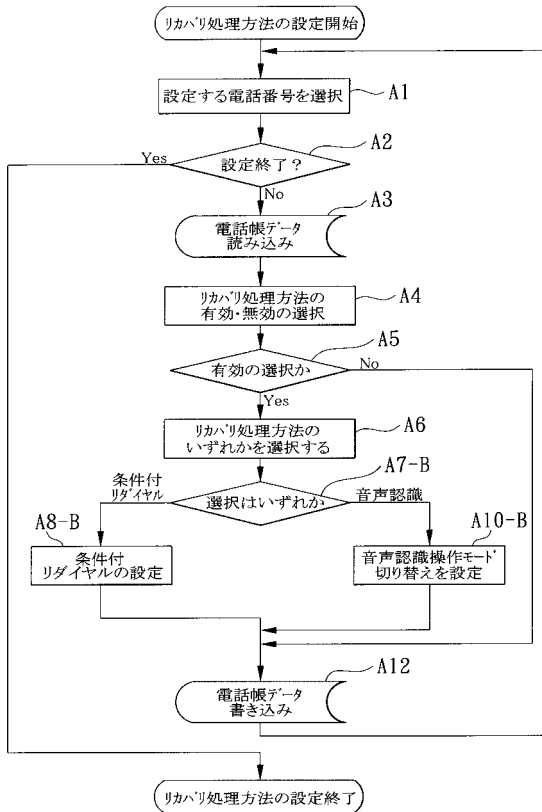 リカバリ処理方法の設定開始
設定する電話番号を選択
A1
設定終了？
A2
Yes
No
電話帳データ
読み込み
A3
リカバリ処理方法の
有効・無効の選択
A4
有効の選択か
A5
No
Yes
リカバリ処理方法の
いずれかを選択する
A6
選択はいずれか
A7-B
条件付
リダイヤル
音声認識
A8-B
条件付
リダイヤルの設定
A10-B
音声認識操作モード
切り替えを設定
電話帳データ
書き込み
A12
リカバリ処理方法の設定終了